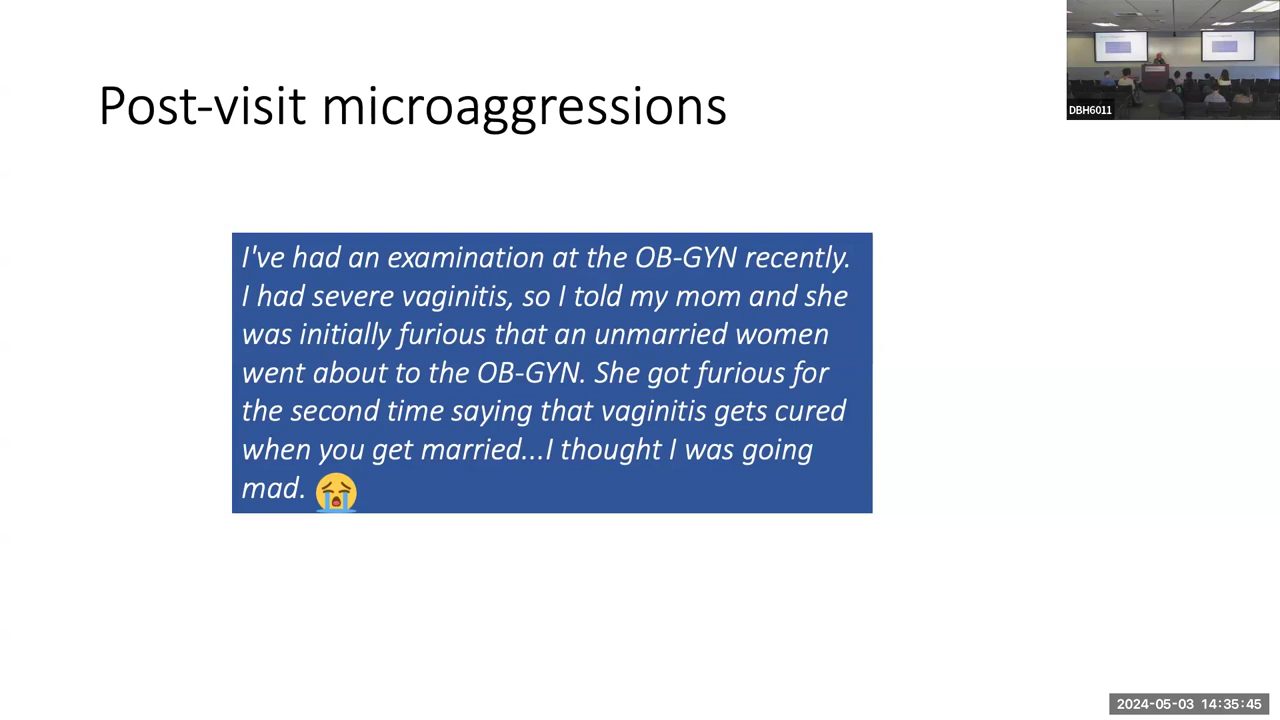 Post-visit microaggressions
DBH6011
I've had an examination at the OB-GYN recently.
I had severe vaginitis, so I told my mom and she
was initially furious that an unmarried women
went about to the OB-GYN. She got furious for
the second time saying that vaginitis gets cured
when you get married...I thought I was going
mad. 😭
2024-05-03 14:35:45